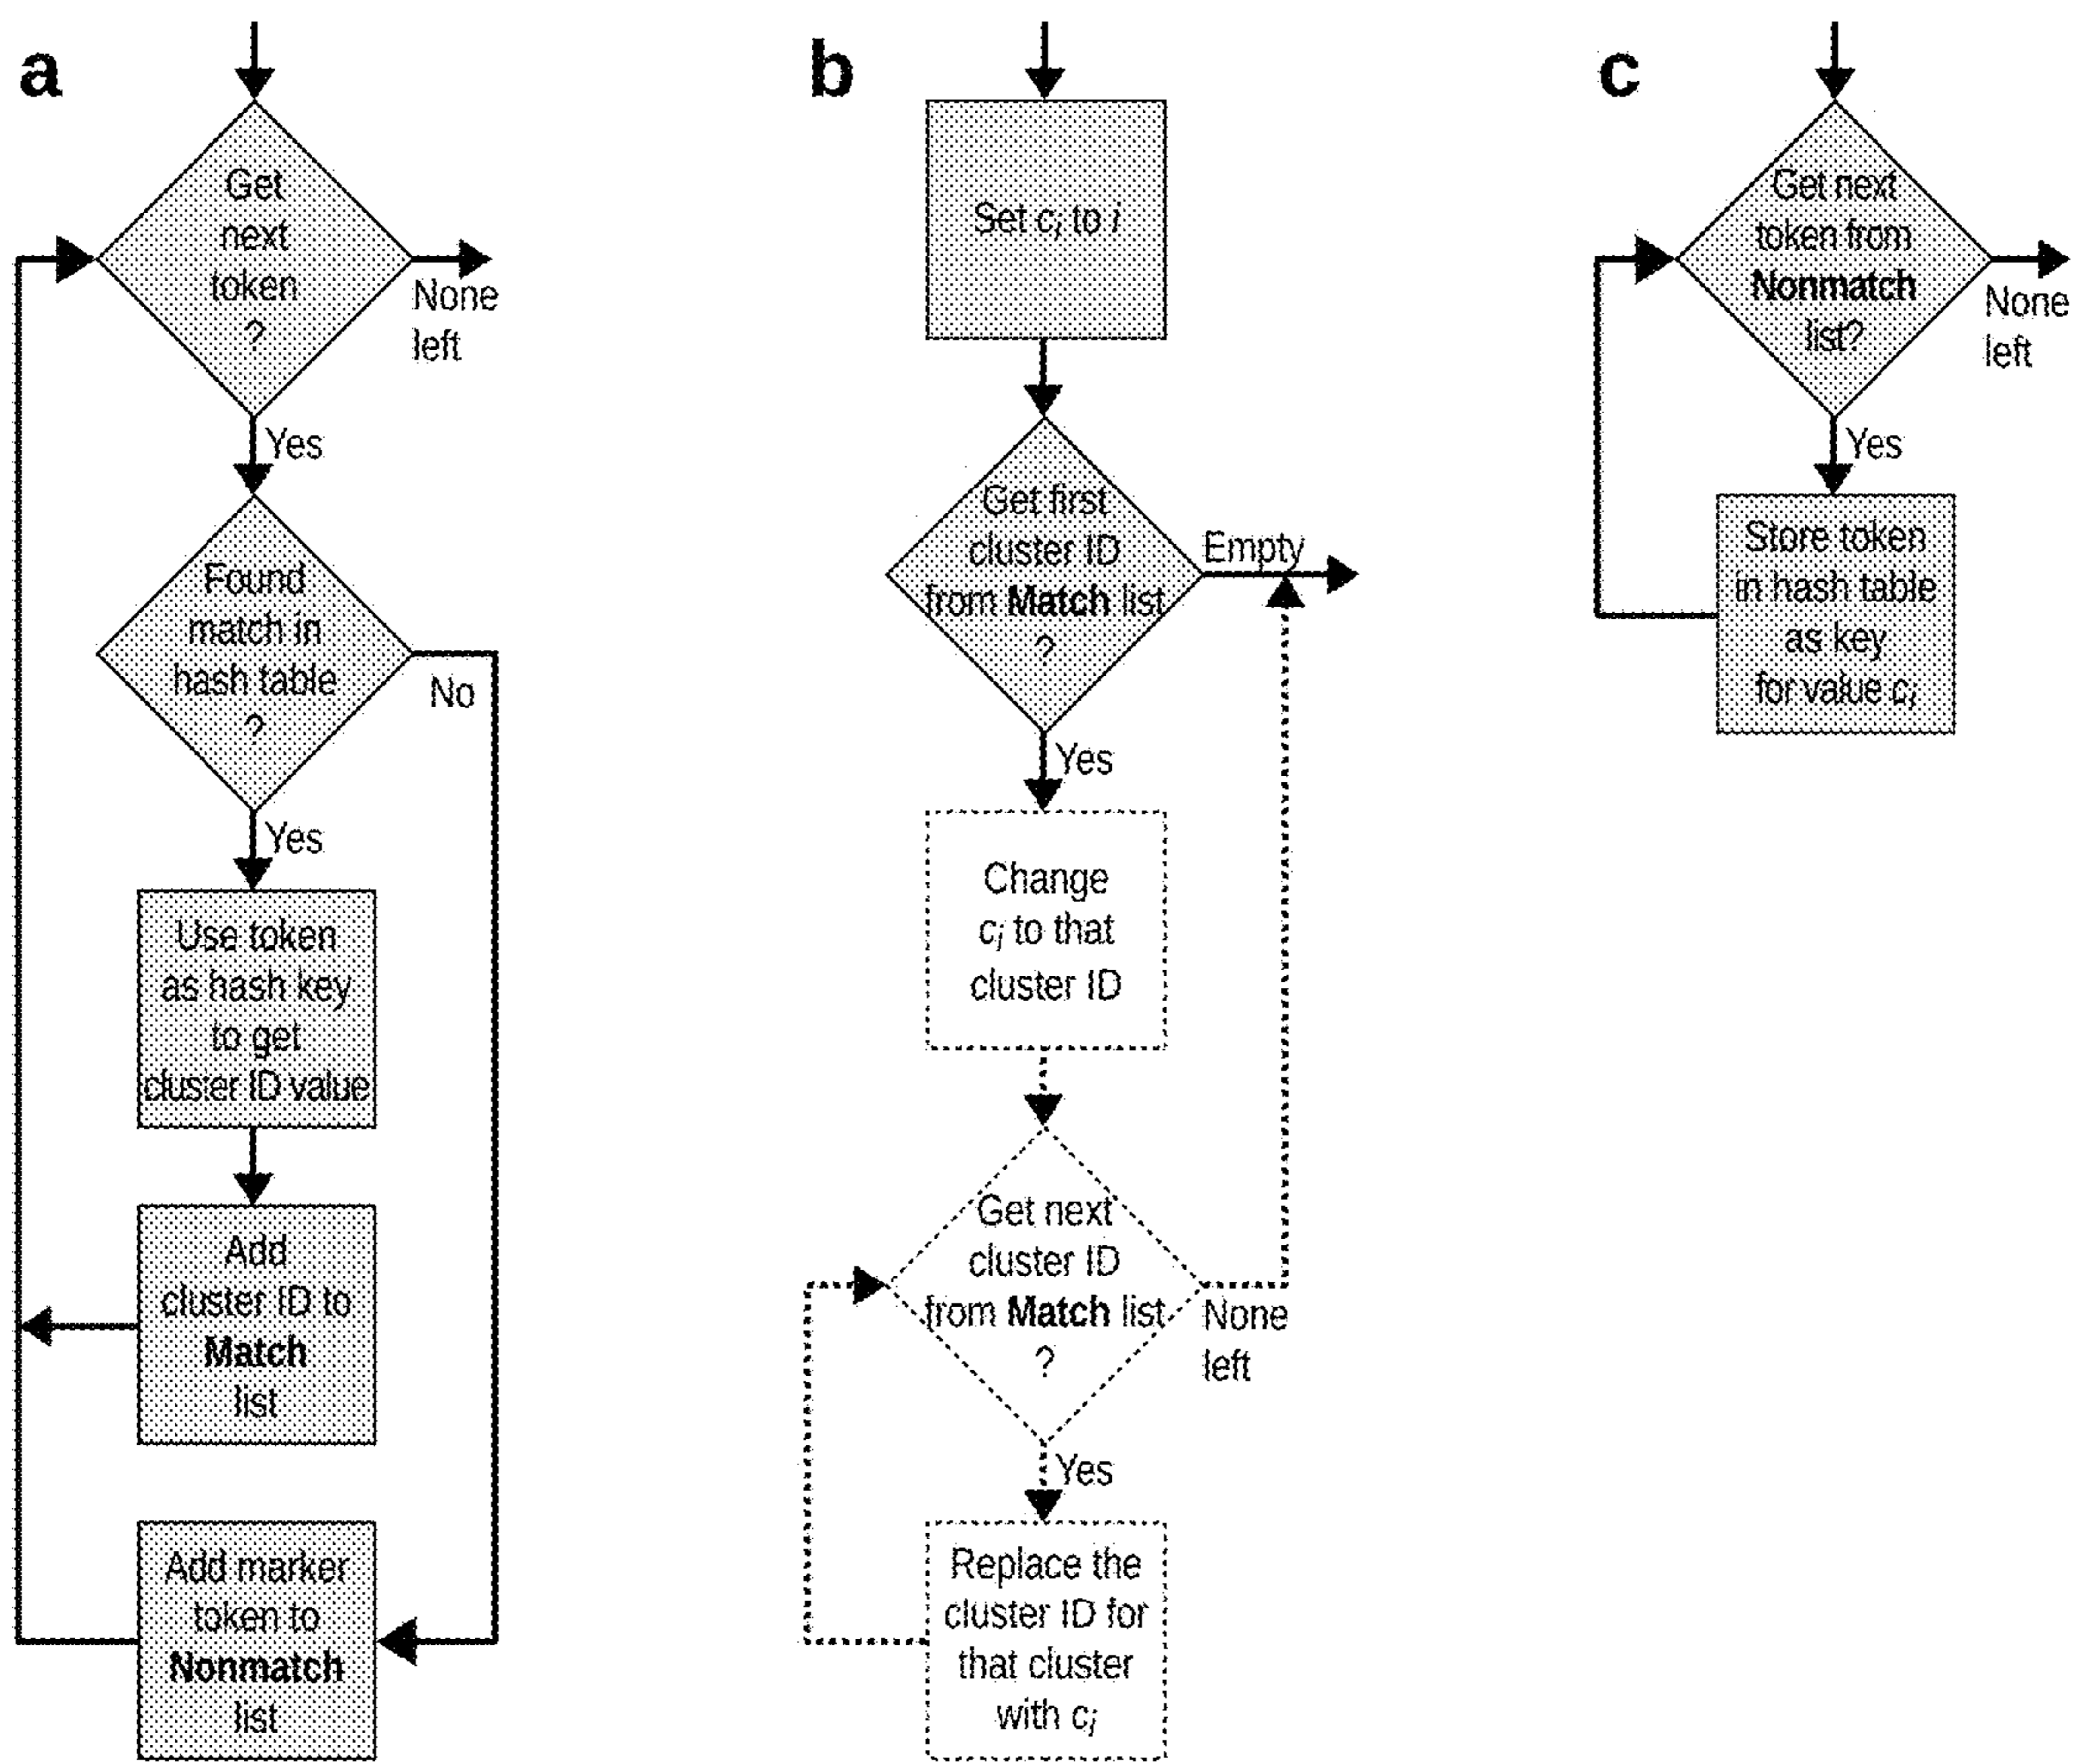 a
Get
next
token
?
None
left
Yes
Found
match in
hash table
?
No
Yes
Use token
as hash key
to get
cluster ID value
Add
cluster ID to
Match
list
Add marker
token to
Nonmatch
list
b
Set ci to i
Get first
cluster ID
from Match list
?
Empty
Yes
Change
ci to that
cluster ID
Get next
cluster ID
from Match list
?
None
left
Yes
Replace the
cluster ID for
that cluster
with ci
c
Get next
token from
Nonmatch
list?
None
left
Yes
Store token
in hash table
as key
for value ci